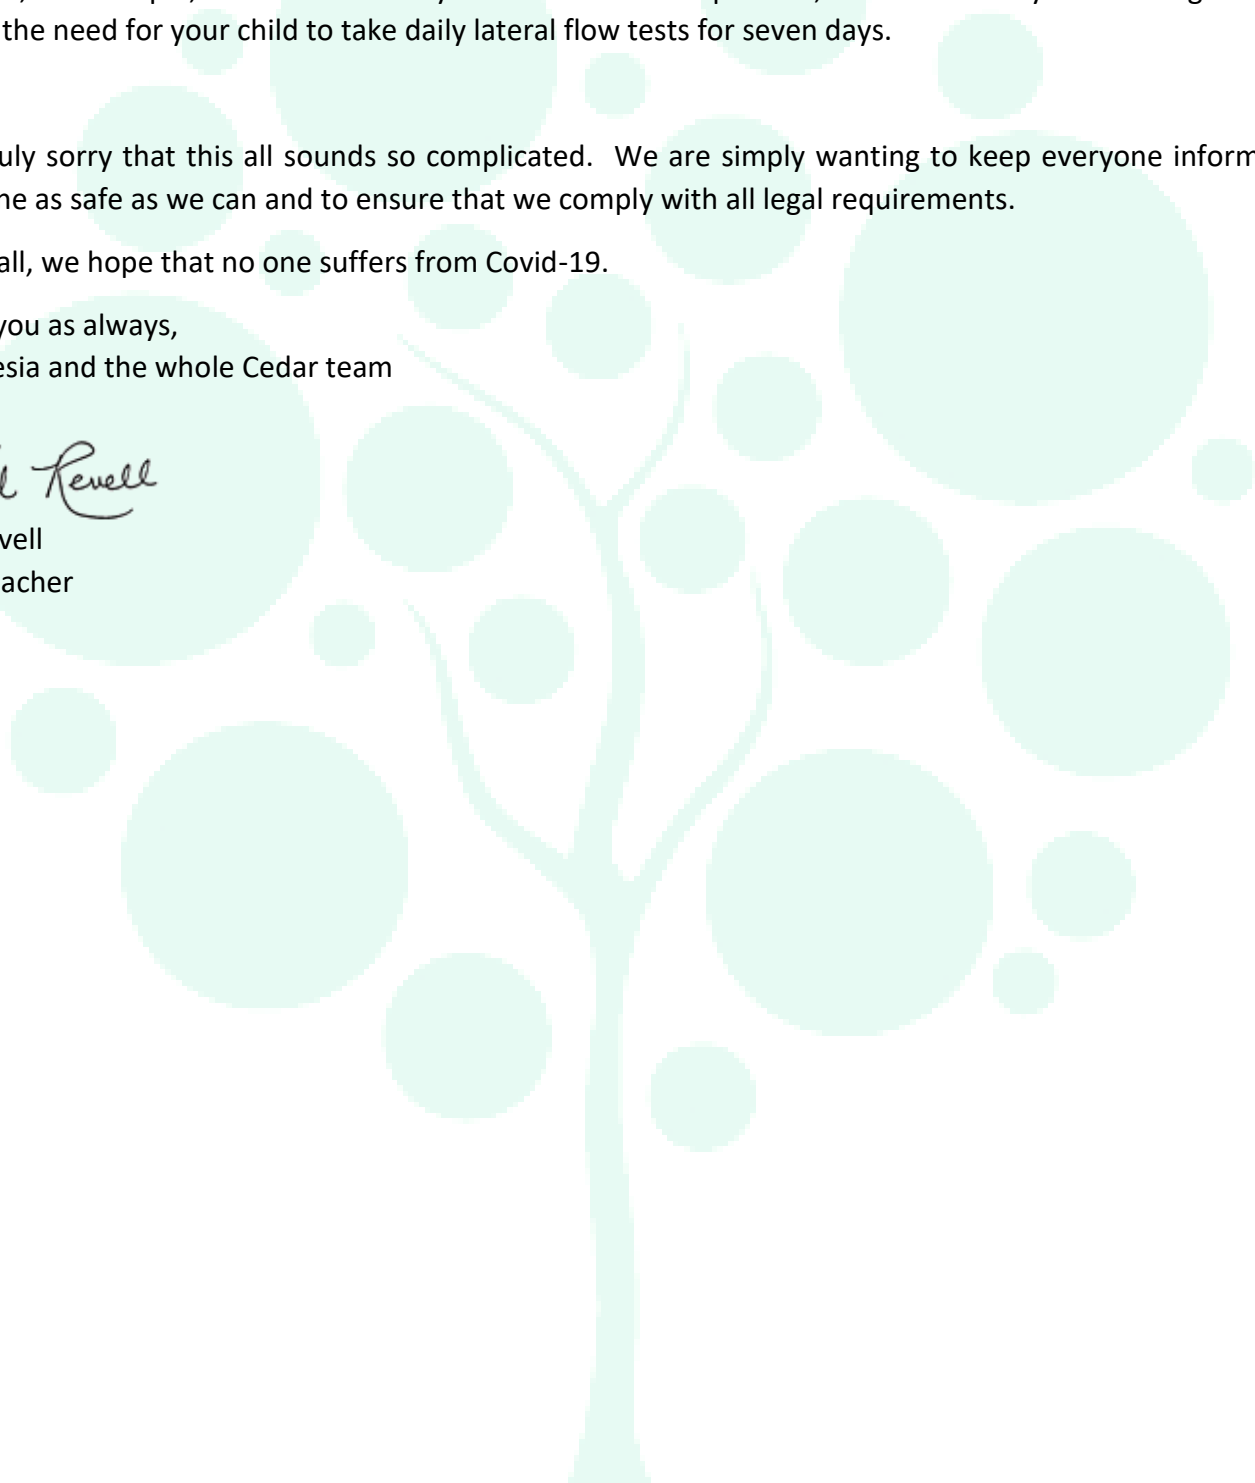 the need for your child to take daily lateral flow tests for seven days.
uly sorry that this all sounds so complicated. We are simply wanting to keep everyone inform
ne as safe as we can and to ensure that we comply with all legal requirements.
all, we hope that no one suffers from Covid-19.
you as always,
esia and the whole Cedar team
Revell
vell
acher